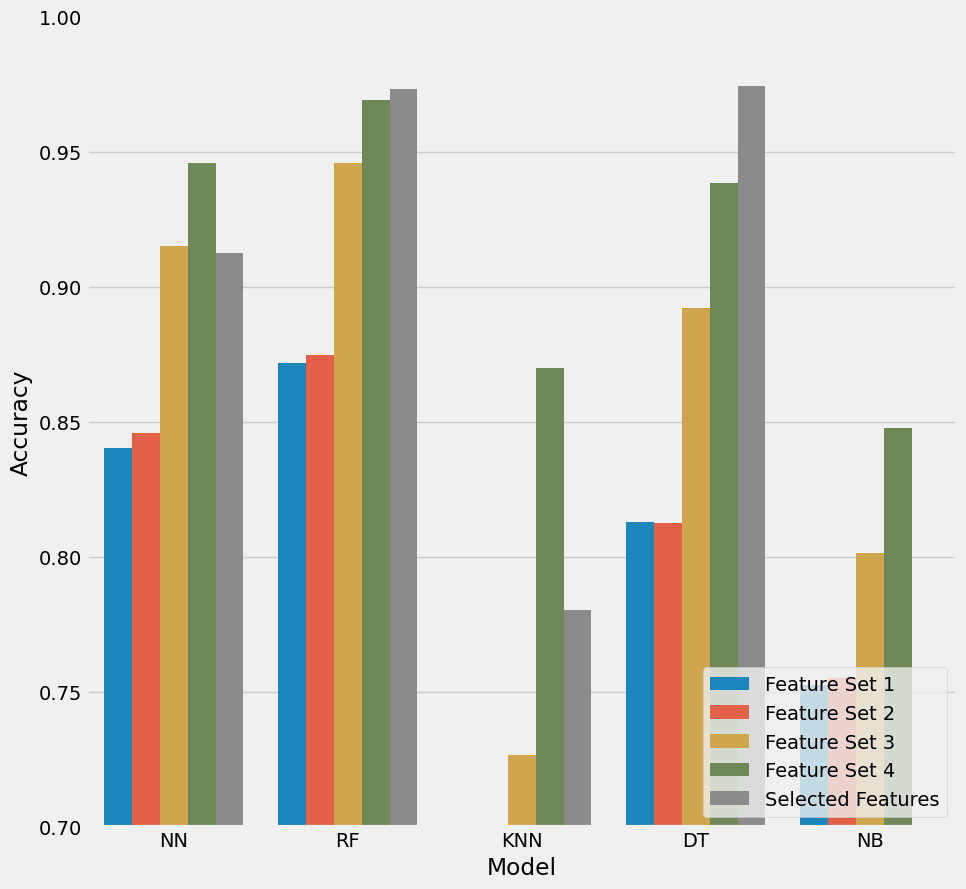 1.00
0.95
0.90
0.85
0.80
0.75
0.70
Accuracy
NN RF KNN DT NB
Model
Feature Set 1
Feature Set 2
Feature Set 3
Feature Set 4
Selected Features